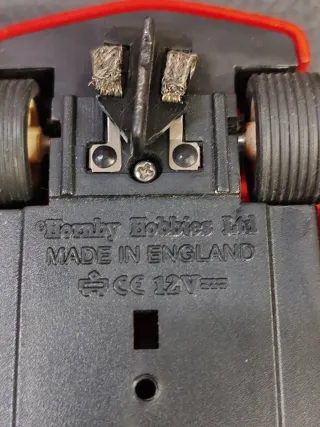 ©Hornby Hobbies Ltd
MADE IN ENGLAND
CE 12V⎓